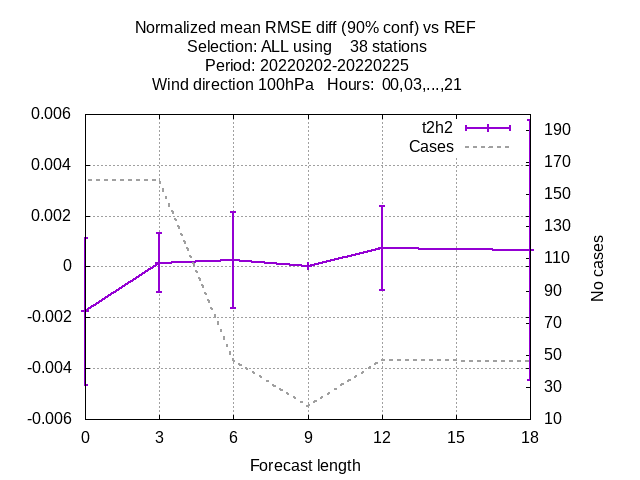 Normalized mean RMSE diff (90% conf) vs REF
Selection: ALL using    38 stations
Period: 20220202-20220225
Wind direction 100hPa   Hours:  00,03,...,21
t2h2
Cases
0.006
0.004
0.002
0
-0.002
-0.004
-0.006
190
170
150
130
110
90
70
50
30
10
No cases
0 3 6 9 12 15 18
Forecast length